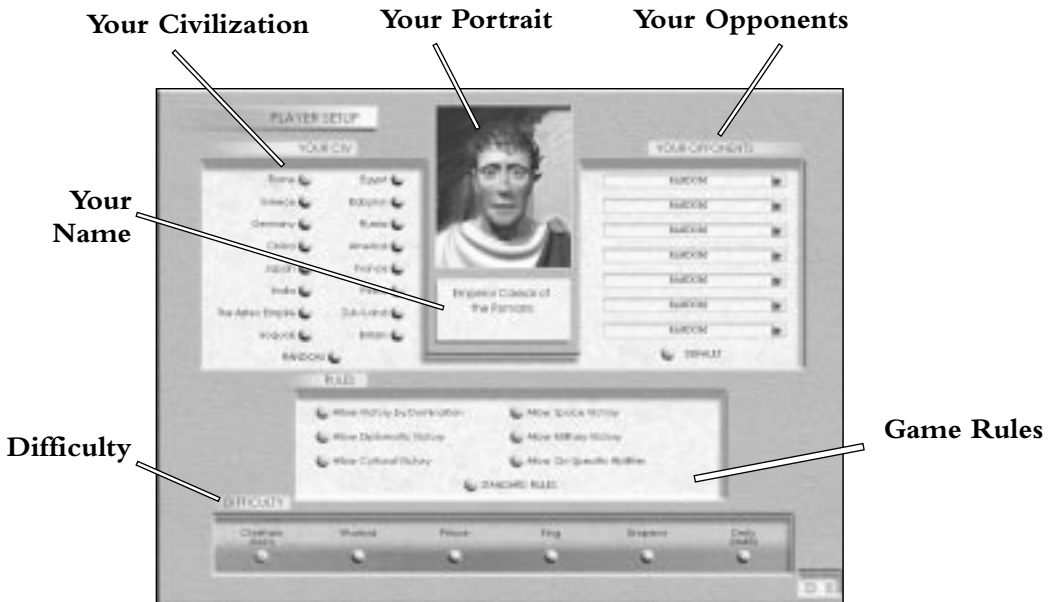 Your Civilization
Your Portrait
Your Opponents
PLAYER SETUP
YOUR CIV
YOUR OPPONENTS
Your
Name
Rome
Egypt
RANDOM
Greece
Babylon
RANDOM
Germany
Russia
RANDOM
China
America
RANDOM
Japan
France
RANDOM
India
Emperor Caesar of
the Romans
RANDOM
The Aztec Empire
Zululand
RANDOM
Iroquois
Britain
RANDOM
DEFAULT
RULES
Allow Victory by Domination
Allow Space Victory
Allow Diplomatic Victory
Allow Military Victory
Allow Cultural Victory
Allow Civ Specific Abilities
STANDARD RULES
Difficulty
Game Rules
DIFFICULTY
Chieftain
Warlord
Prince
King
Emperor
Deity